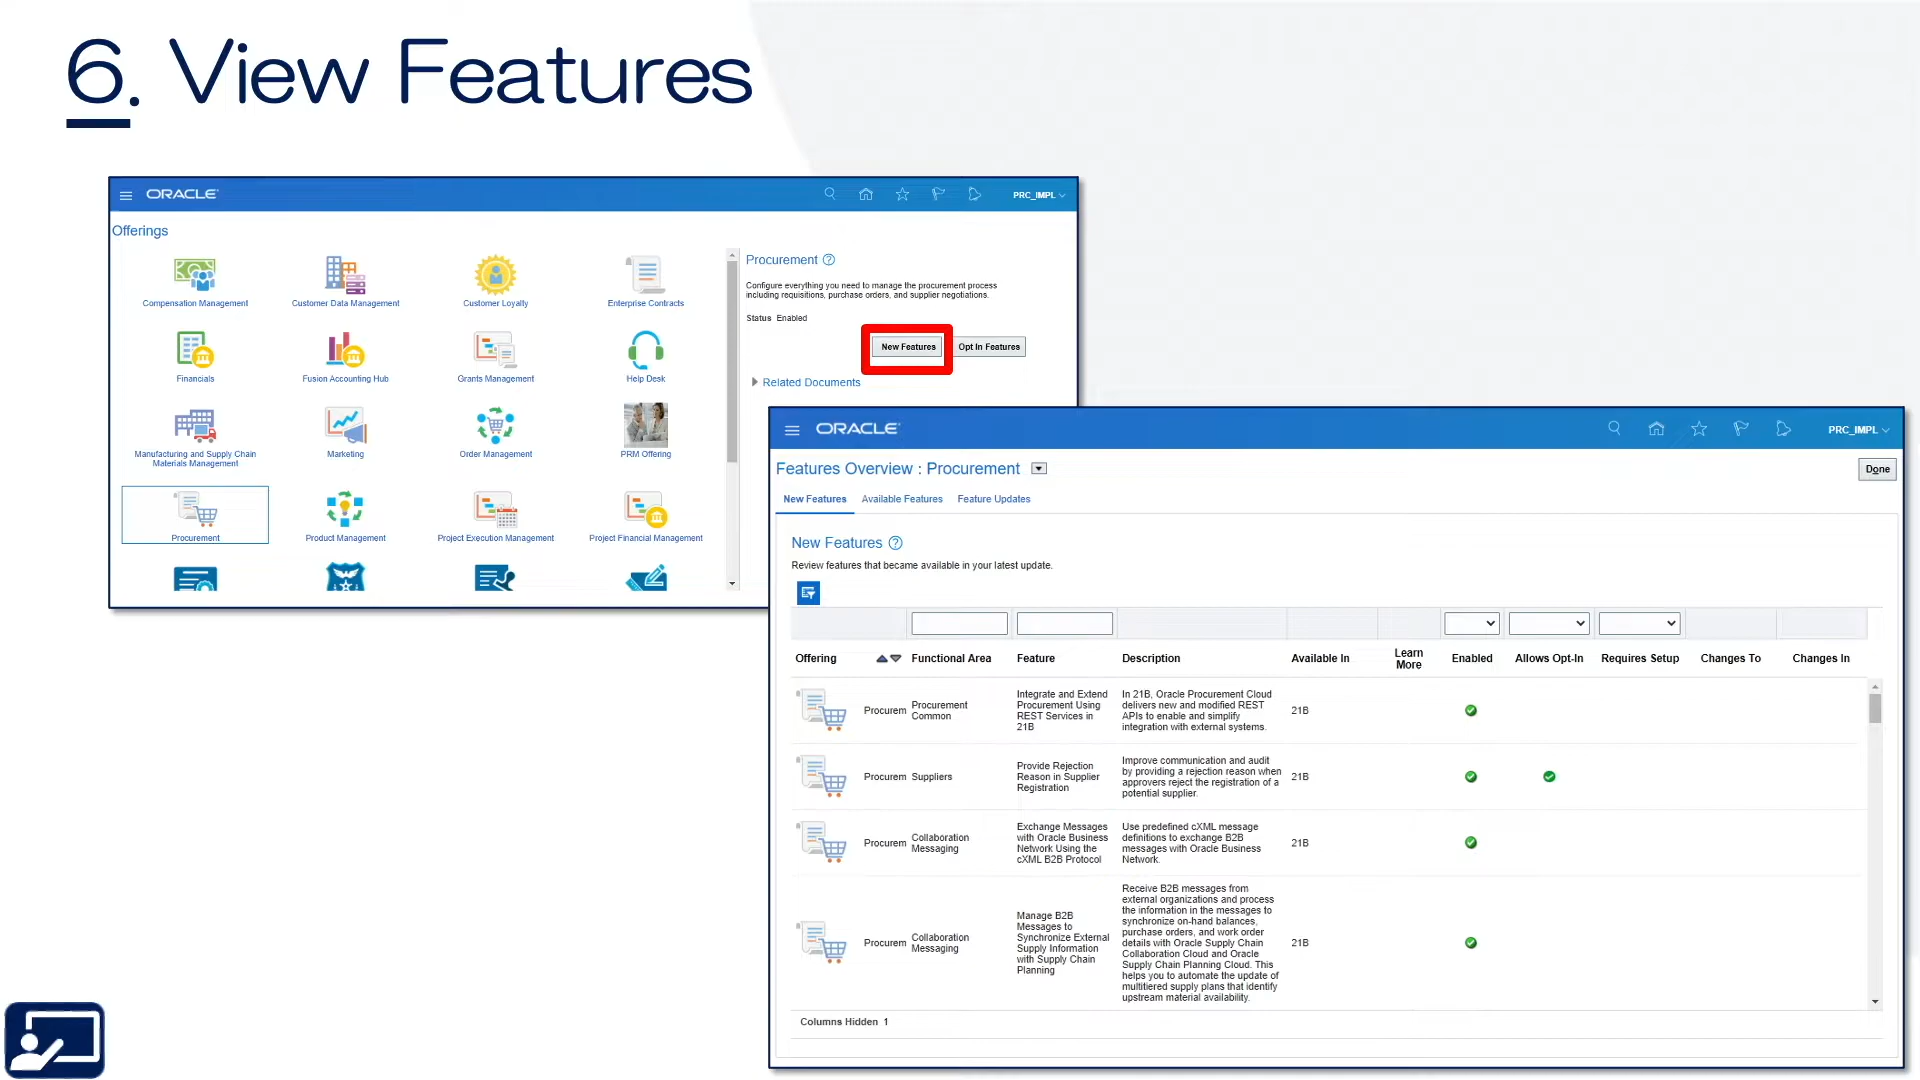 6. View Features
ORACLE
PRC_IMPL
Offerings
Compensation Management
Customer Data Management
Customer Loyalty
Enterprise Contracts
Financials
Fusion Accounting Hub
Grants Management
Help Desk
Manufacturing and Supply Chain
Materials Management
Marketing
Order Management
PRM Offering
Procurement
Product Management
Project Execution Management
Project Financial Management
Procurement
Configure everything you need to manage the procurement process
including requisitions, purchase orders, and supplier negotiations.
Status Enabled
New Features
Opt In Features
Related Documents
ORACLE
PRC_IMPL
Features Overview : Procurement
Done
New Features
Available Features
Feature Updates
New Features
Review features that became available in your latest update.
Offering
Functional Area
Feature
Description
Available In
Learn
More
Enabled
Allows Opt-In
Requires Setup
Changes To
Changes In
Procurem
Procurement
Common
Integrate and Extend
Procurement Using
REST Services in
21B
In 21B, Oracle Procurement Cloud
delivers new and modified REST
APIs to enable and simplify
integration with external systems.
21B
Procurem
Suppliers
Provide Rejection
Reason in Supplier
Registration
Improve communication and audit
by providing a rejection reason when
approvers reject the registration of a
potential supplier.
21B
Procurem
Collaboration
Messaging
Exchange Messages
with Oracle Business
Network Using the
cXML B2B Protocol
Use predefined cXML message
definitions to exchange B2B
messages with Oracle Business
Network.
21B
Procurem
Collaboration
Messaging
Manage B2B
Messages to
Synchronize External
Supply Information
with Supply Chain
Planning
Receive B2B messages from
external organizations and process
the information in the messages to
synchronize on-hand balances,
purchase orders, and work order
details with Oracle Supply Chain
Collaboration Cloud and Oracle
Supply Chain Planning Cloud. This
helps you to automate the update of
multitiered supply plans that identify
upstream material availability.
21B
Columns Hidden 1